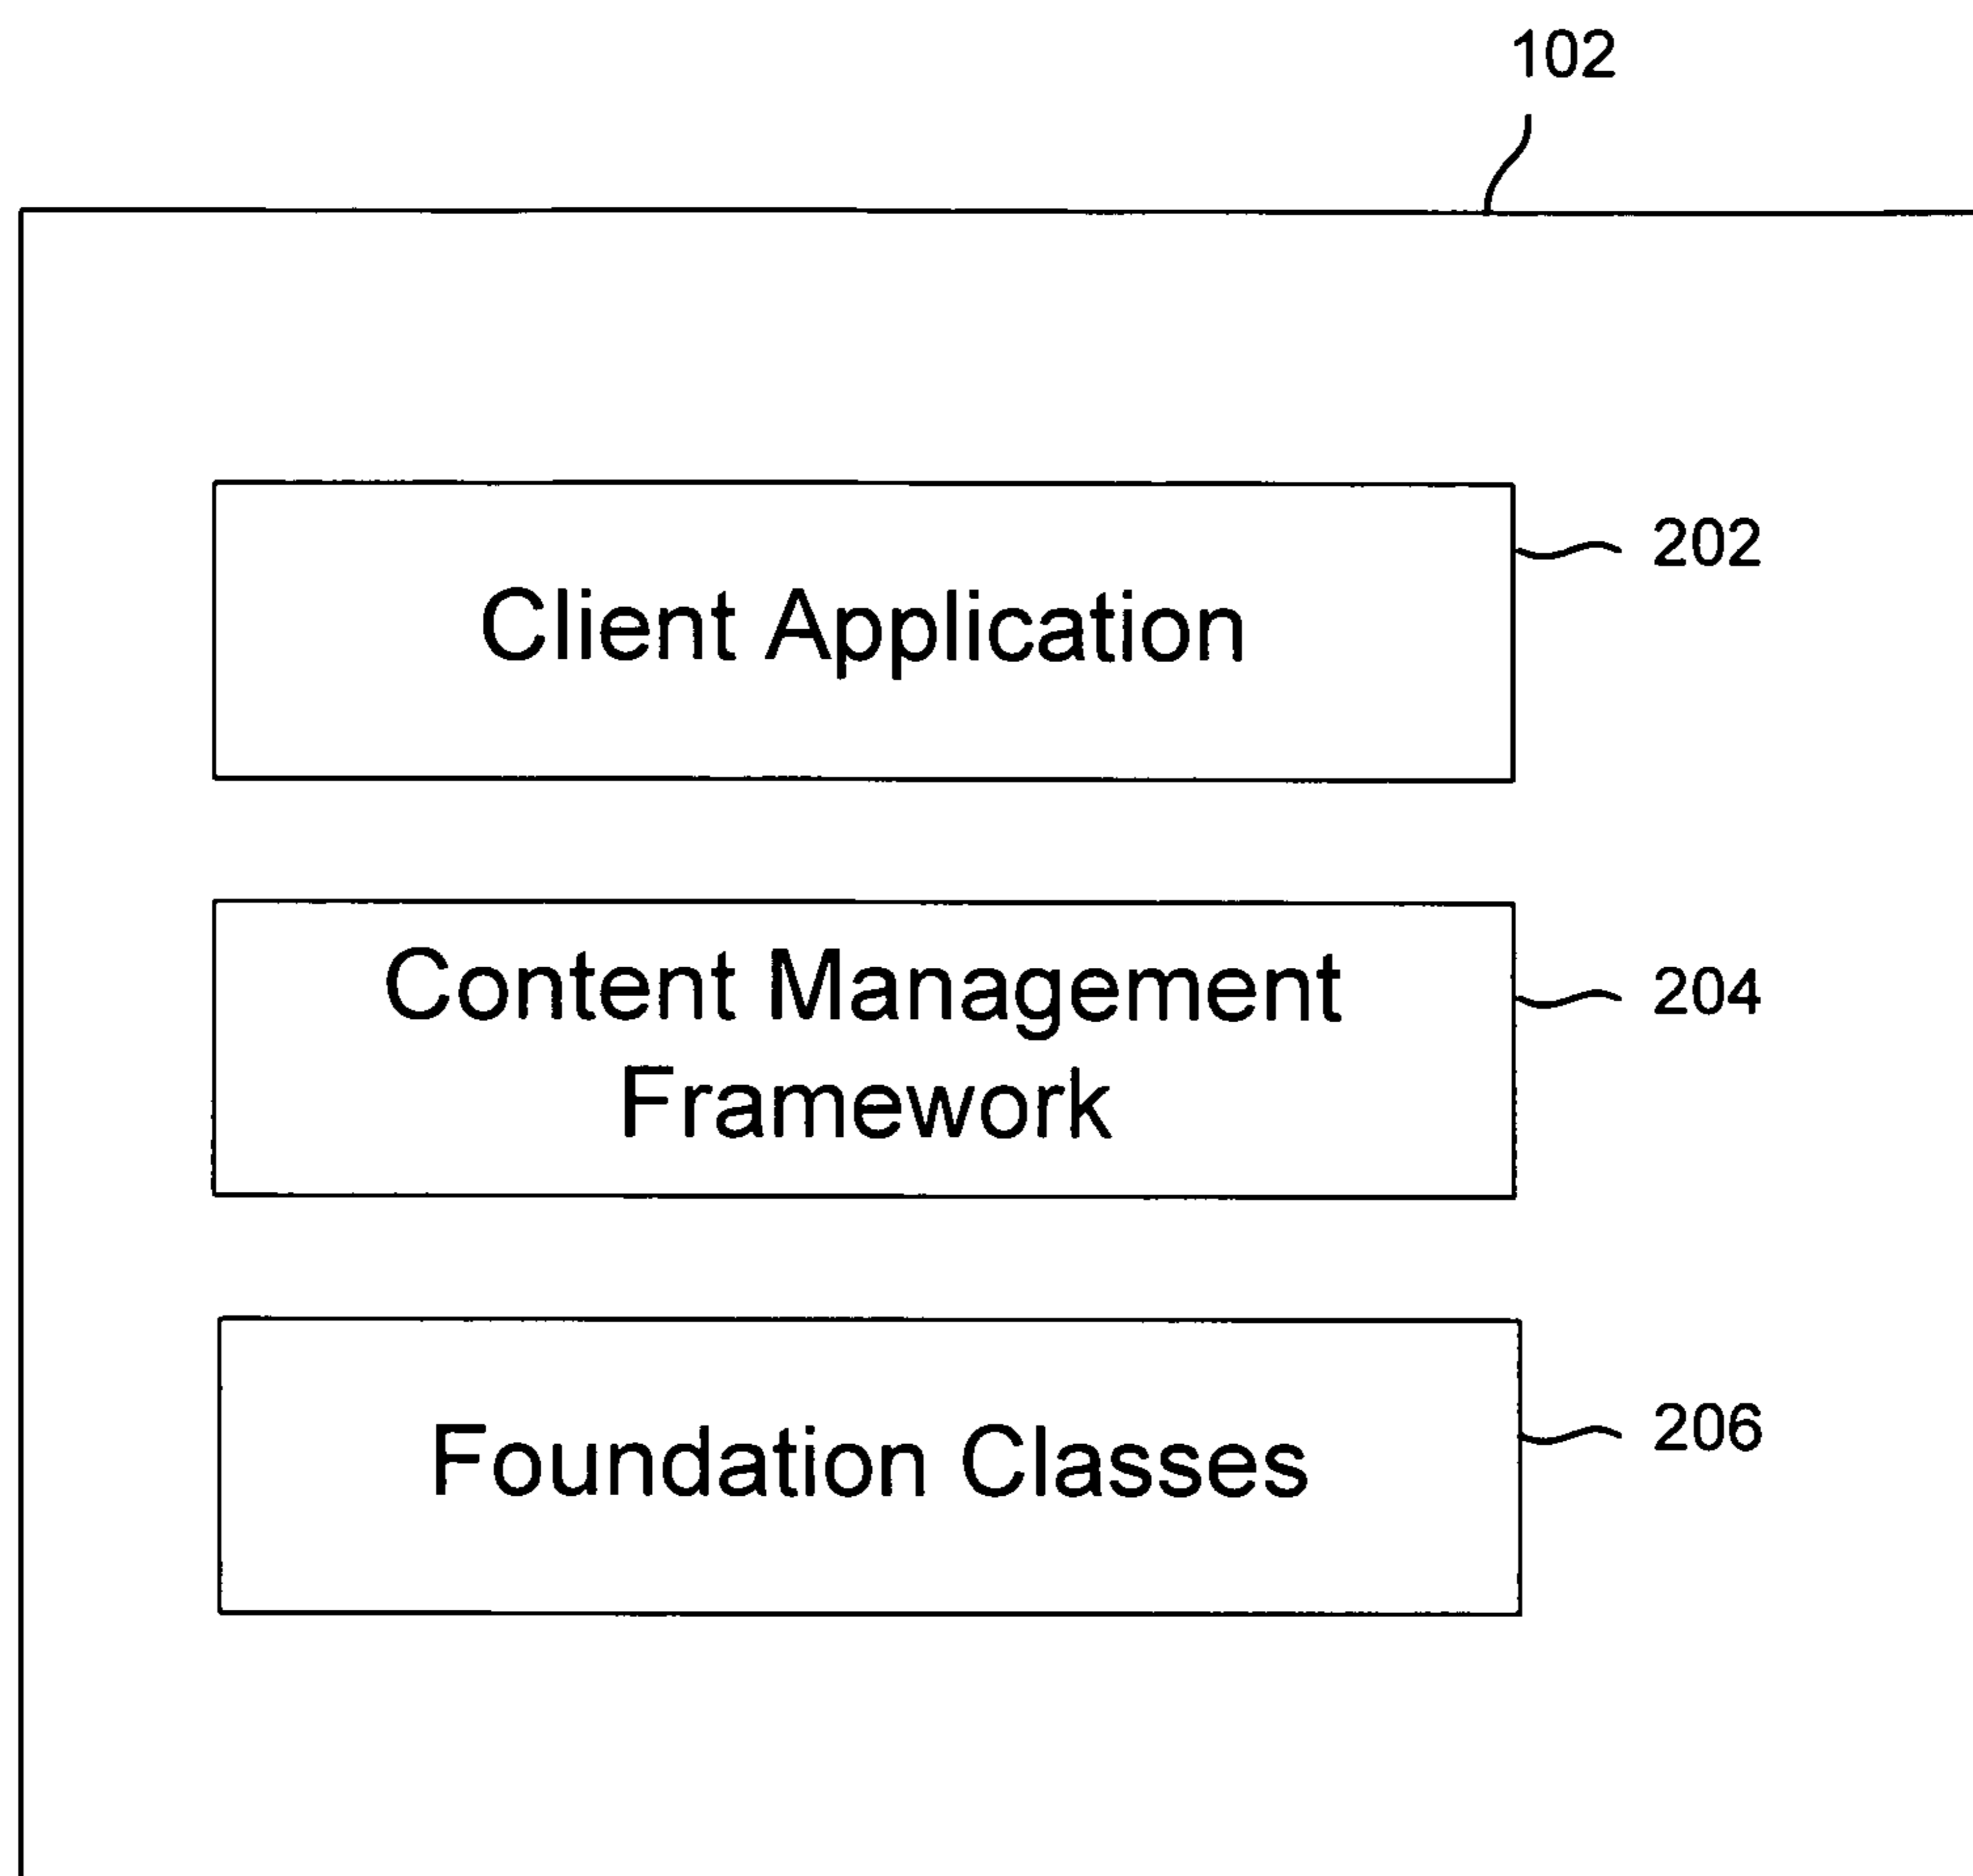 102
Client Application
202
Content Management
Framework
204
Foundation Classes
206